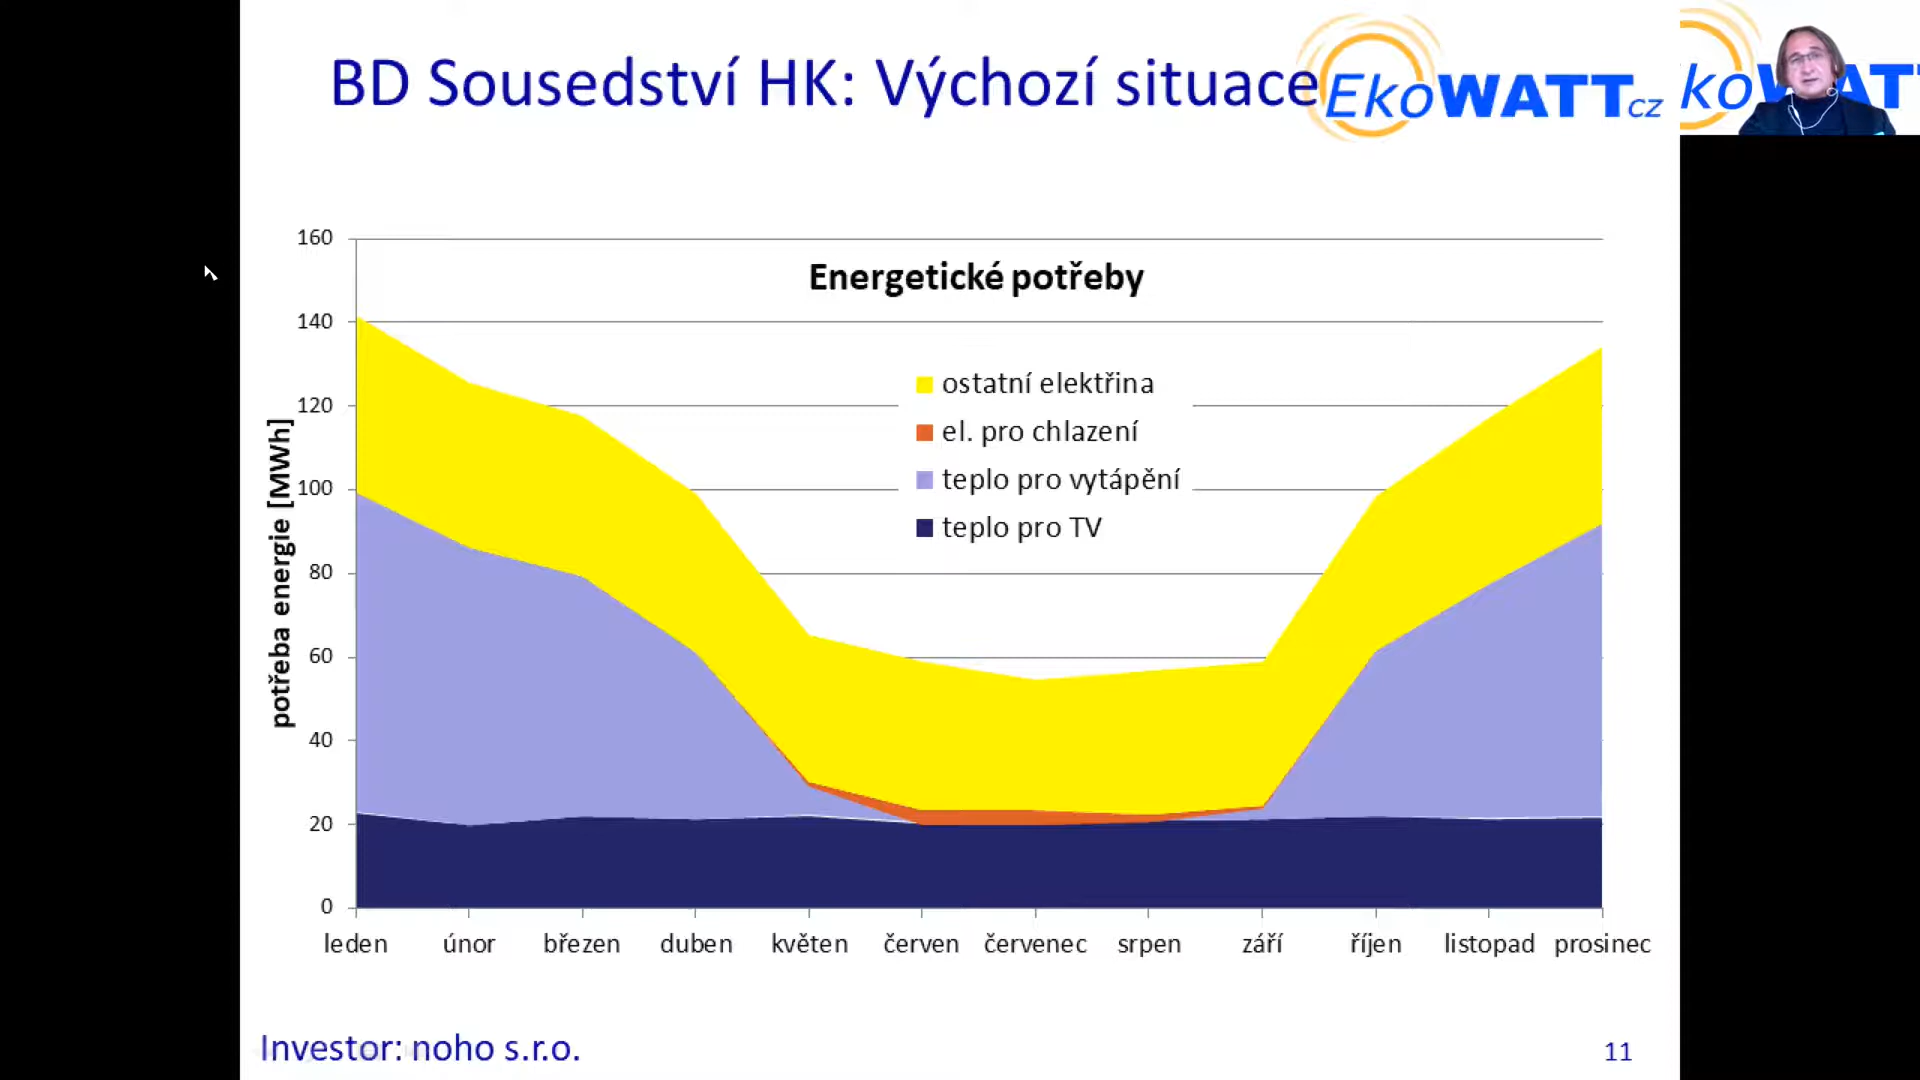 BD Sousedství HK: Výchozí situace
EkoWATTcz
Energetické potřeby
potřeba energie [MWh]
160
140
120
100
80
60
40
20
0
ostatní elektřina
el. pro chlazení
teplo pro vytápění
teplo pro TV
leden únor březen duben květen červen červenec srpen září říjen listopad prosinec
Investor: noho s.r.o.
11